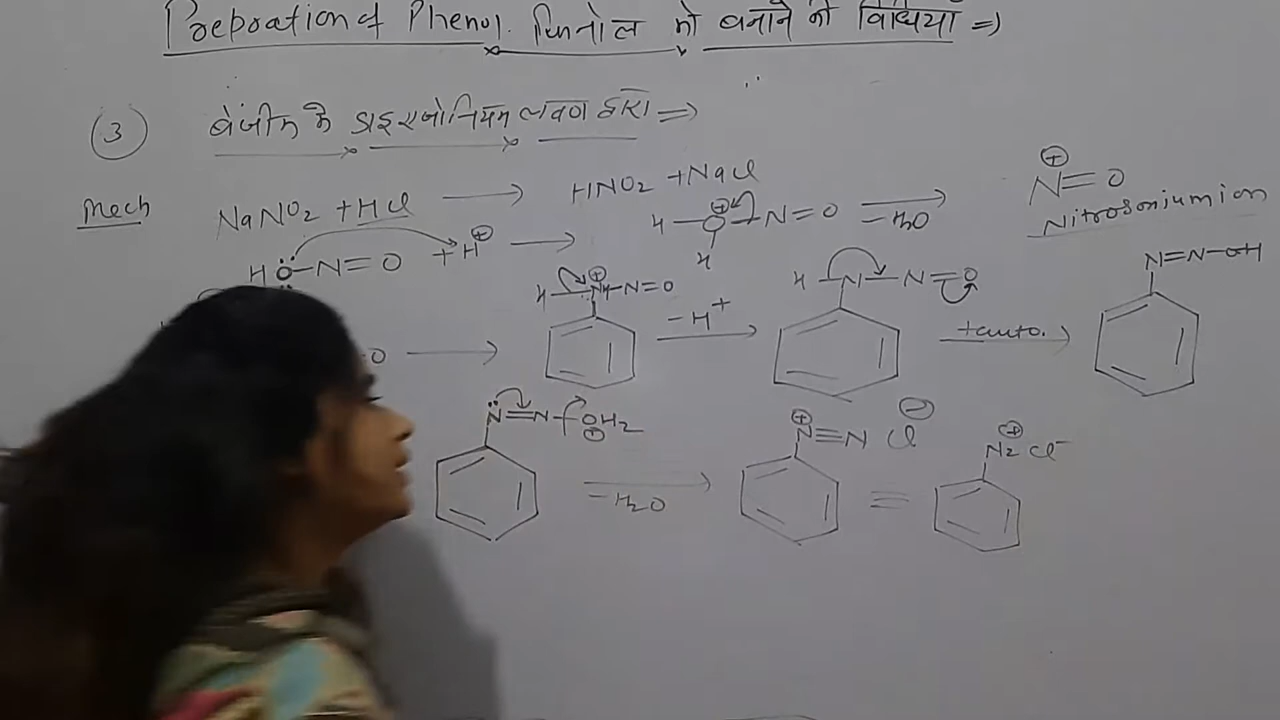 Preparation of Phenol. फिनोल को बनाने की विधियां =)
(3) बेंजीन के डाइएजोनियम लवण द्वारा =>
Mech NaNO2 + HCl → HNO2 + NaCl
HO-N=O + H⊕ → H-O⊕-N=O -H2O → N⊕=O
H
Nitrosonium ion
O → H-N⊕H-N=O -H+ → H-N-N=O tauto. → N=N-OH
N=N-OH2⊕ -H2O → N⊕≡N Cl⊖ ≡ N2⊕ Cl-